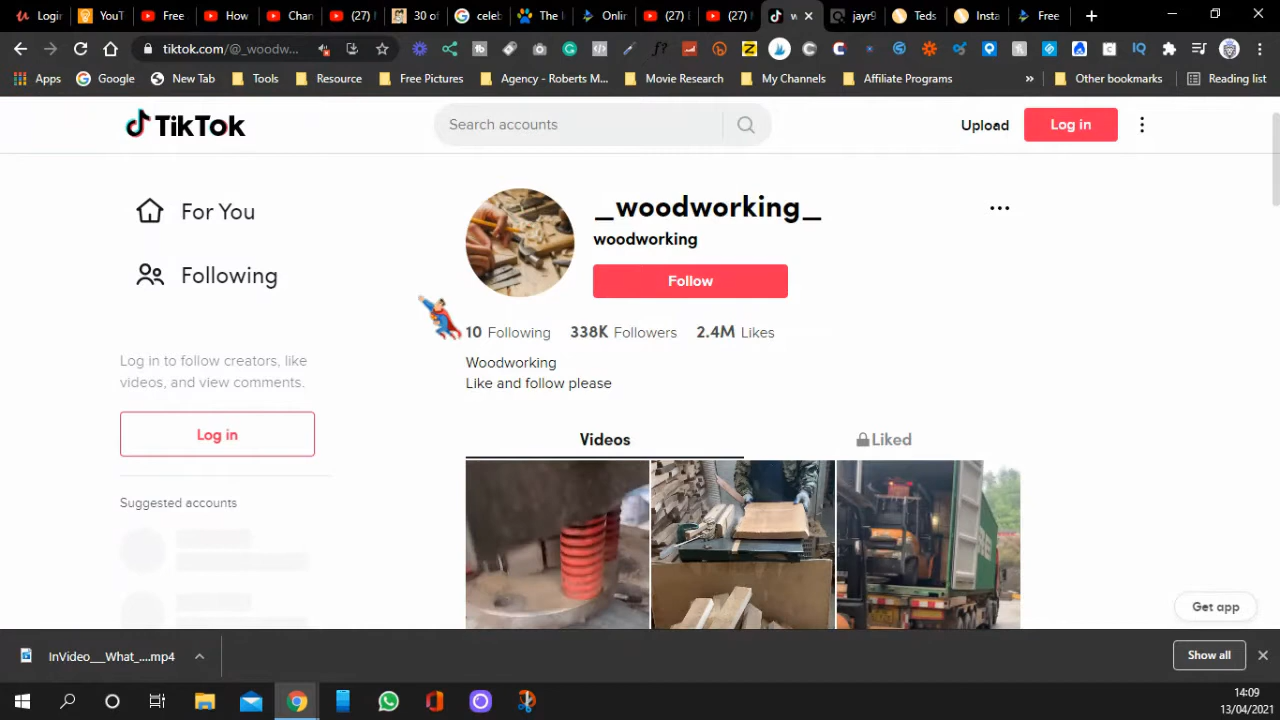 Logi
YouT
Free
How
Chan
(27)
30 of
celeb
The I
Onlir
(27) E
(27) N
w
jayr9
Teds
Insta
Free
tiktok.com/@_woodw...
Apps
Google
New Tab
Tools
Resource
Free Pictures
Agency - Roberts M...
Movie Research
My Channels
Affiliate Programs
»
Other bookmarks
Reading list
TikTok
Search accounts
Upload
Log in
For You
Following
Log in to follow creators, like
videos, and view comments.
Log in
Suggested accounts
_woodworking_
woodworking
Follow
10 Following 338K Followers 2.4M Likes
Woodworking
Like and follow please
Videos
Liked
Get app
InVideo___What_....mp4
Show all
14:09
13/04/2021